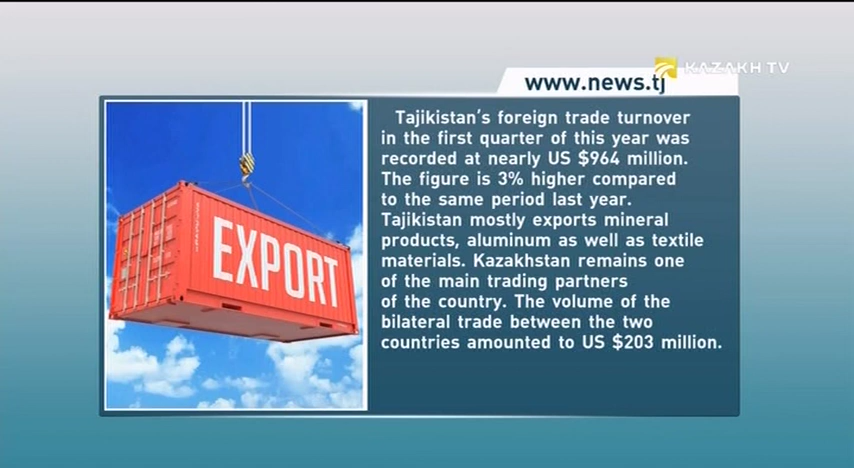 KAZAKH TV
www.news.tj
Tajikistan's foreign trade turnover
in the first quarter of this year was
recorded at nearly US $964 million.
The figure is 3% higher compared
to the same period last year.
Tajikistan mostly exports mineral
products, aluminum as well as textile
materials. Kazakhstan remains one
of the main trading partners
of the country. The volume of the
bilateral trade between the two
countries amounted to US $203 million.
EXPORT